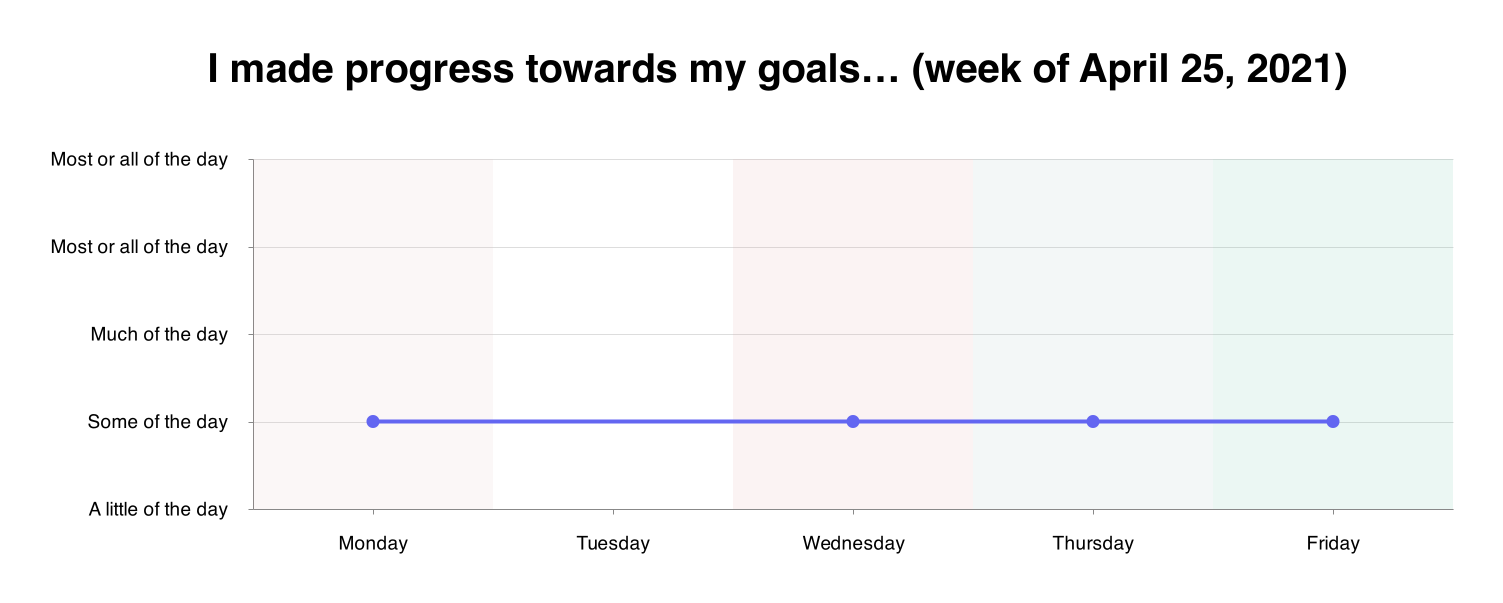 I made progress towards my goals… (week of April 25, 2021)
Most or all of the day
Most or all of the day
Much of the day
Some of the day
A little of the day
Monday
Tuesday
Wednesday
Thursday
Friday